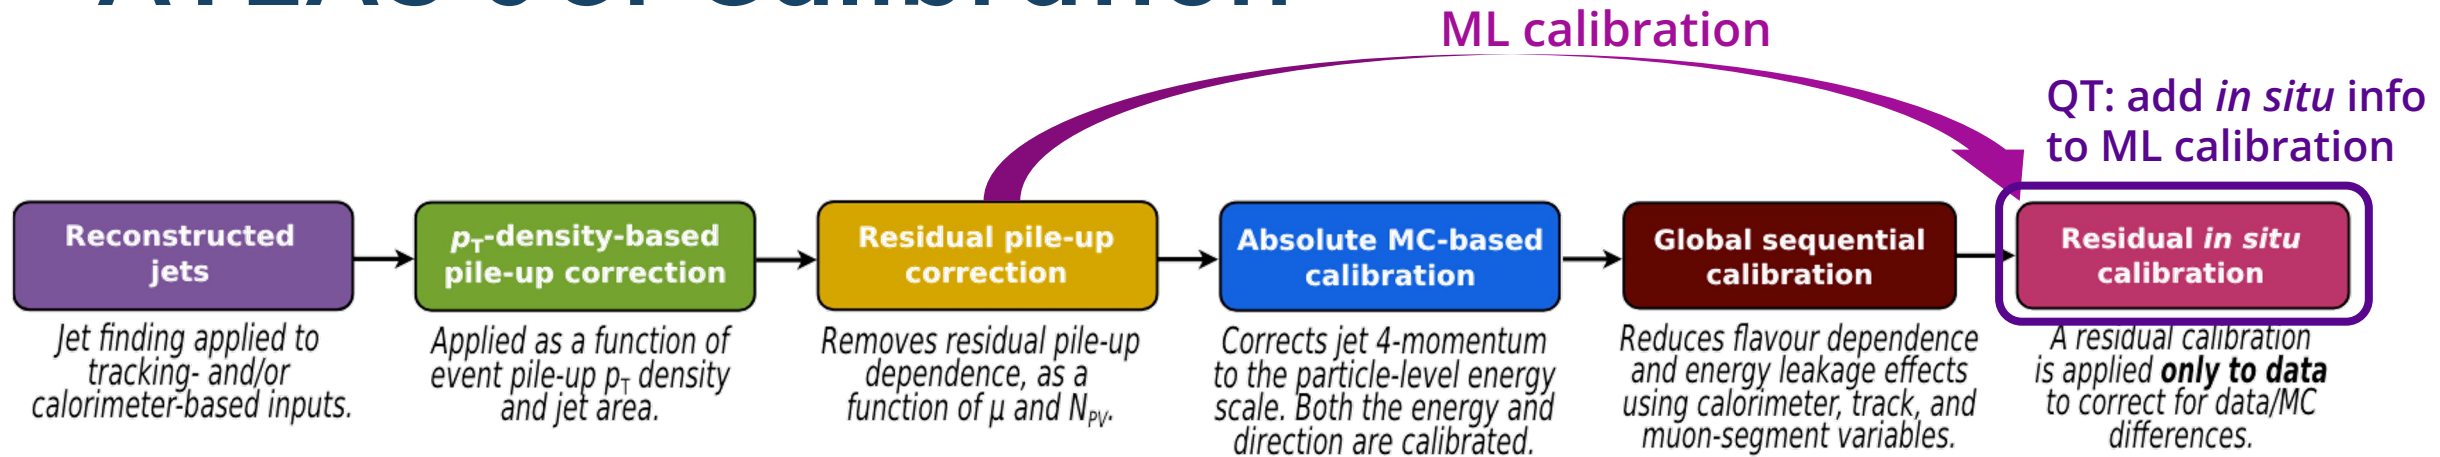 ML calibration
QT: add in situ info
to ML calibration
Reconstructed
jets
pT-density-based
pile-up correction
Residual pile-up
correction
Absolute MC-based
calibration
Global sequential
calibration
Residual in situ
calibration
Jet finding applied to
tracking- and/or
calorimeter-based inputs.
Applied as a function of
event pile-up pT density
and jet area.
Removes residual pile-up
dependence, as a
function of µ and NPV.
Corrects jet 4-momentum
to the particle-level energy
scale. Both the energy and
direction are calibrated.
Reduces flavour dependence
and energy leakage effects
using calorimeter, track, and
muon-segment variables.
A residual calibration
is applied only to data
to correct for data/MC
differences.